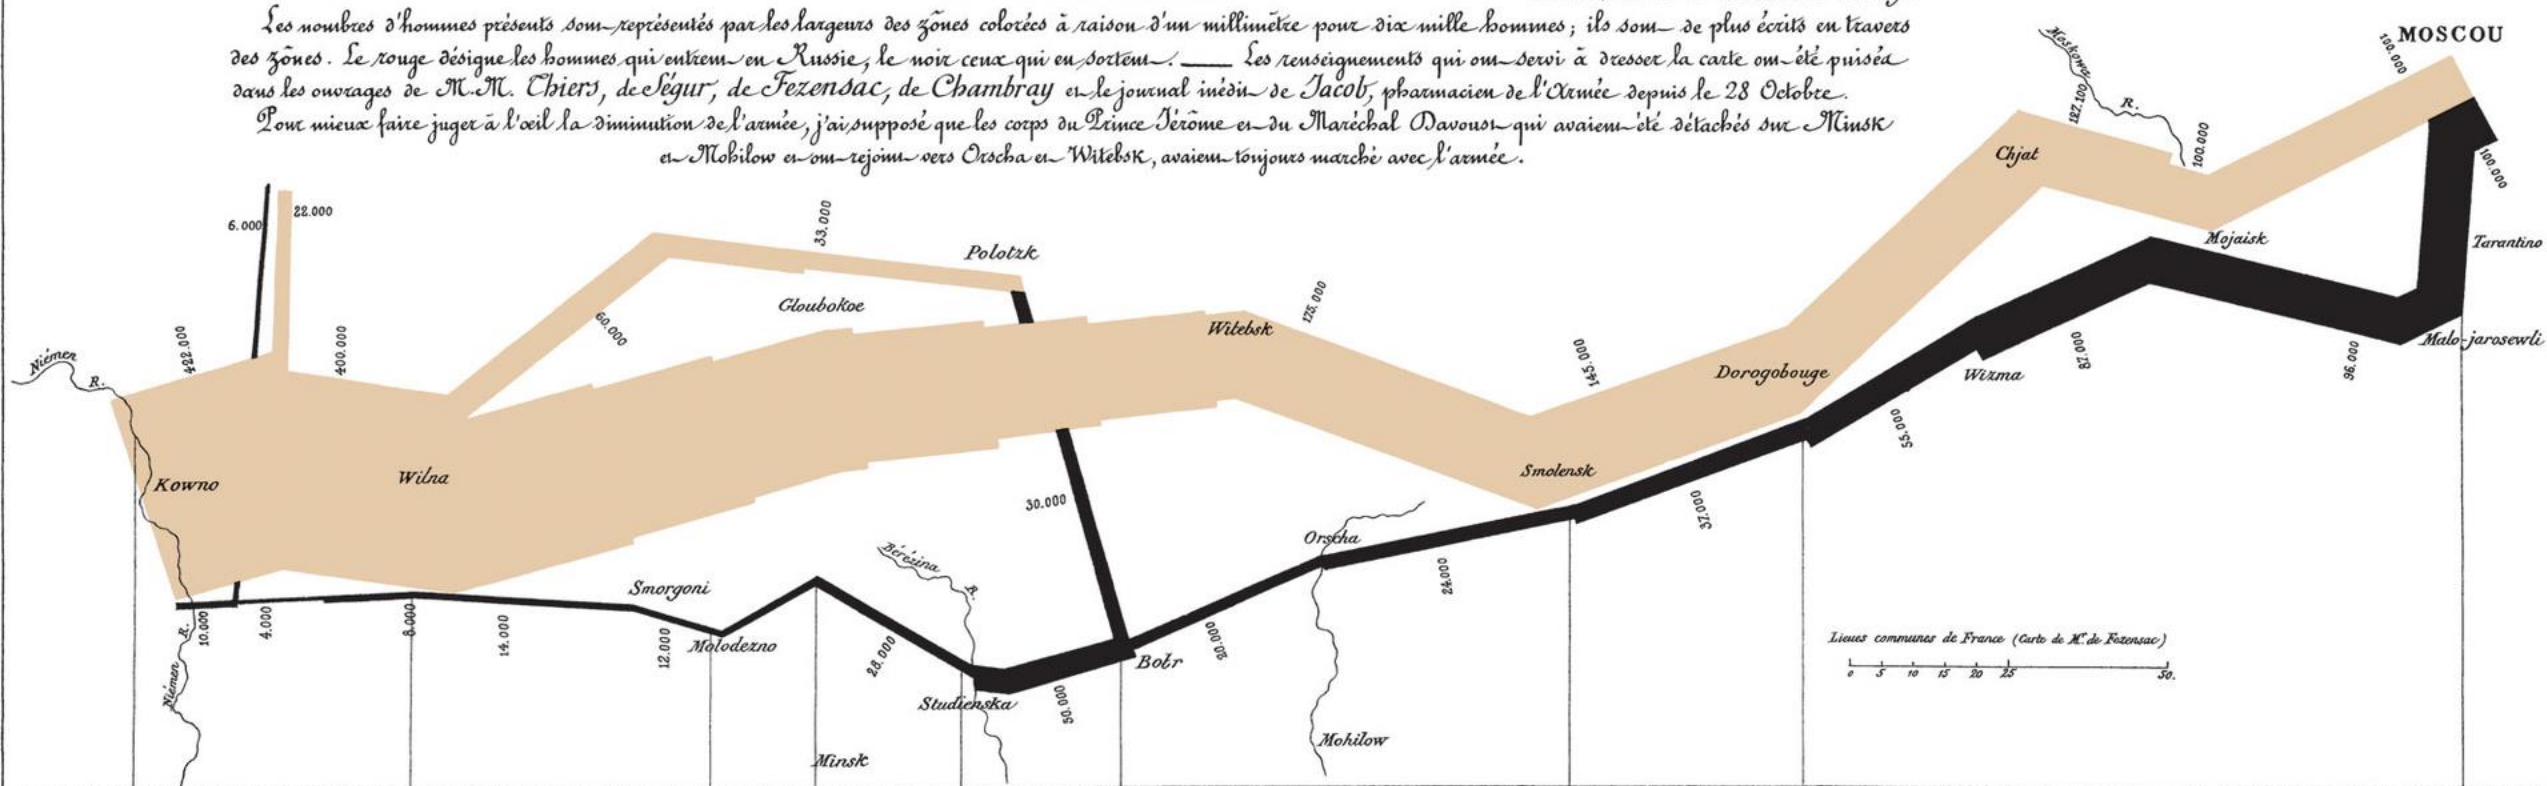 Les nombres d'hommes présents sont représentés par les largeurs des zônes colorées à raison d'un millimètre pour dix mille hommes; ils sont de plus écrits en travers
des zônes. Le rouge désigne les hommes qui entrent en Russie, le noir ceux qui en sortent. — Les renseignements qui ont servi à dresser la carte ont été puisés
dans les ouvrages de M.M. Thiers, de Ségur, de Fezensac, de Chambray et le journal inédit de Jacob, pharmacien de l'Armée depuis le 28 Octobre.
Pour mieux faire juger à l'œil la diminution de l'armée, j'ai supposé que les corps du Prince Jérôme et du Maréchal Davoust qui avaient été détachés sur Minsk
et Mohilow et ont rejoint vers Orscha et Witebsk, avaient toujours marché avec l'armée.
MOSCOU
100.000
Moskowa
R.
127.100
100.000
Chjat
100.000
Mojaisk
Tarantino
Malo-jarosewli
6.000
22.000
33.000
Polotzk
Gloubokoe
60.000
422.000
400.000
Niémen
R.
Kowno
Wilna
Witebsk
175.000
145.000
Dorogobouge
Smolensk
Wizma
87.000
96.000
55.000
37.000
30.000
Orscha
24.000
Bérézina
R.
Smorgoni
Molodezno
10.000
4.000
8.000
14.000
12.000
28.000
Studienska
50.000
Bobr
20.000
Niémen
R.
Minsk
Mohilow
Lieues communes de France (Carte de Mr. de Fezensac)
0 5 10 15 20 25 50.